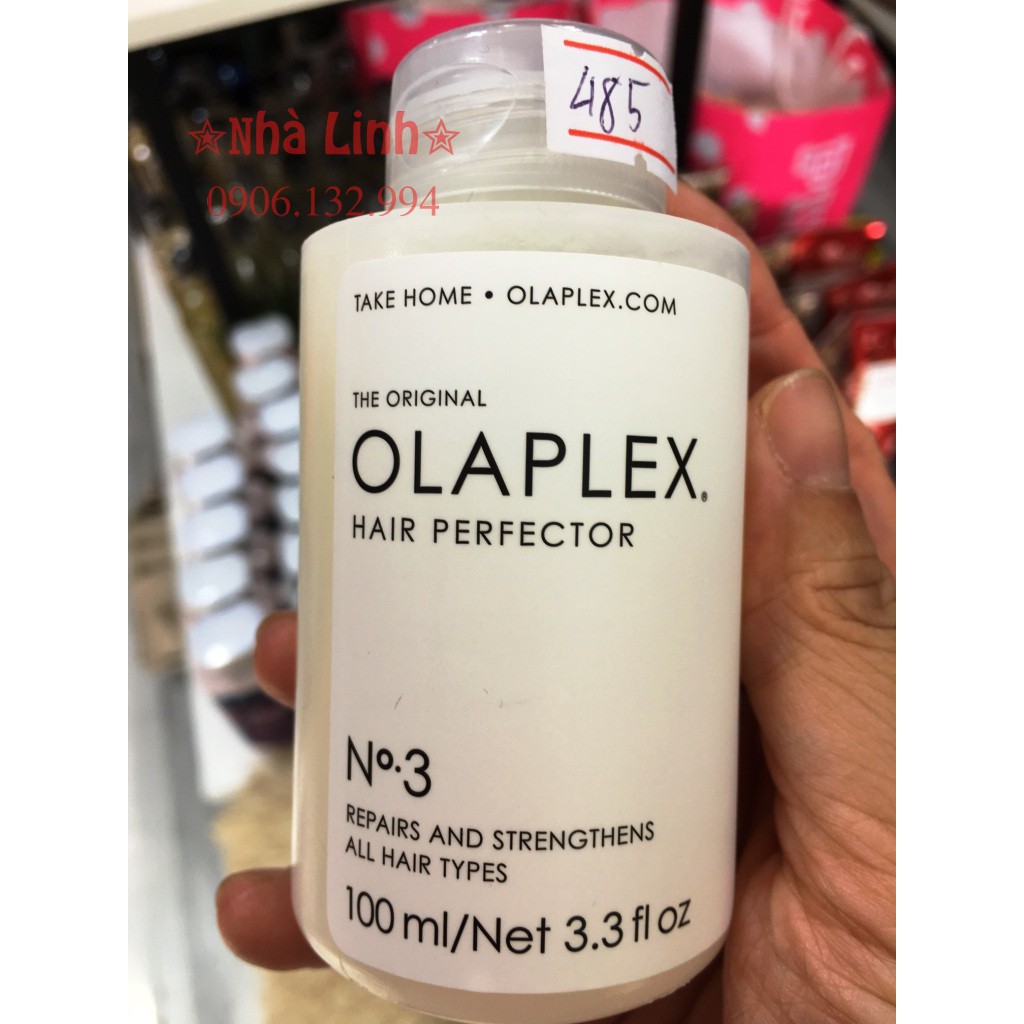 485
☆Nhà Linh☆
0906.132.994
TAKE HOME • OLAPLEX.COM
THE ORIGINAL
OLAPLEX®
HAIR PERFECTOR
Nº.3
REPAIRS AND STRENGTHENS
ALL HAIR TYPES
100 ml/Net 3.3 fl oz